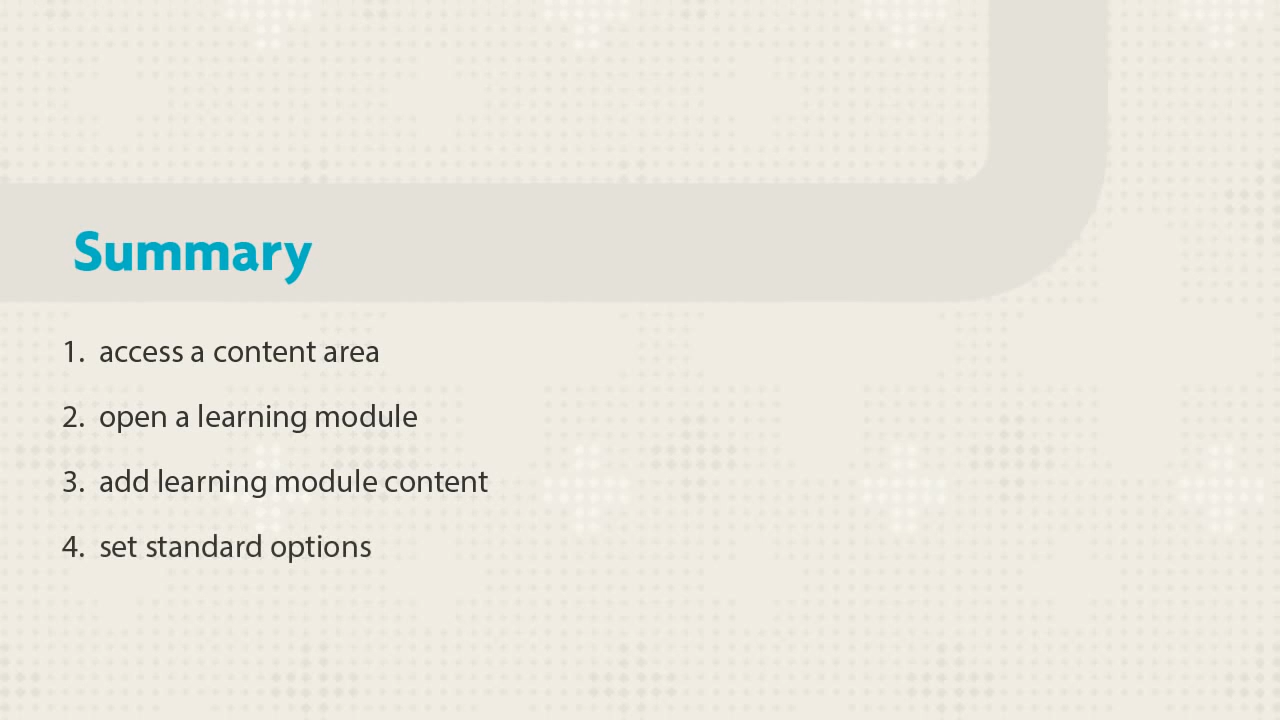 Summary
1. access a content area
2. open a learning module
3. add learning module content
4. set standard options